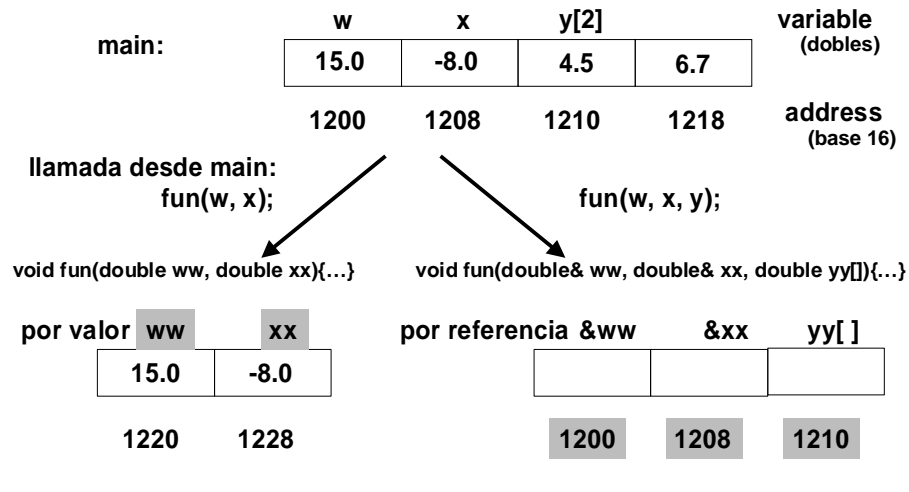 w x y[2] variable
main: (dobles)
15.0 -8.0 4.5 6.7
1200 1208 1210 1218 address
(base 16)
llamada desde main:
fun(w, x); fun(w, x, y);
void fun(double ww, double xx){…} void fun(double& ww, double& xx, double yy[]){…}
por valor ww xx por referencia &ww &xx yy[ ]
15.0 -8.0
1220 1228 1200 1208 1210